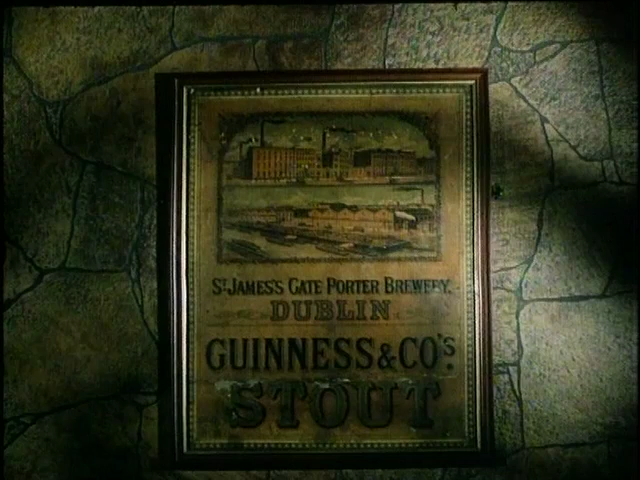 ST. JAMES'S GATE PORTER BREWERY,
DUBLIN
GUINNESS & CO'S.
STOUT